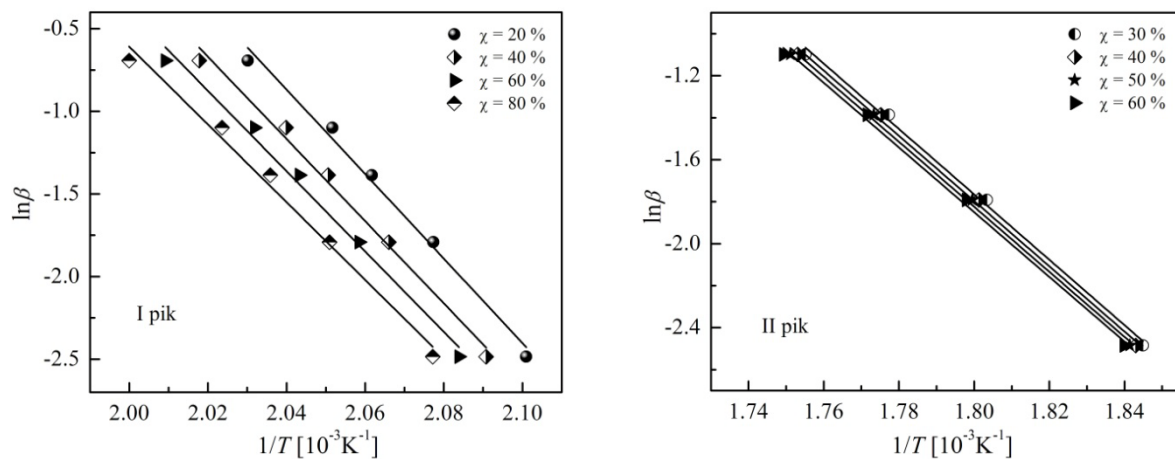 -0.5
-1.0
-1.5
-2.0
-2.5
lnβ
χ = 20 %
χ = 40 %
χ = 60 %
χ = 80 %
I pik
2.00 2.02 2.04 2.06 2.08 2.10
1/T [10⁻³K⁻¹]
-1.2
-1.6
-2.0
-2.4
lnβ
χ = 30 %
χ = 40 %
χ = 50 %
χ = 60 %
II pik
1.74 1.76 1.78 1.80 1.82 1.84
1/T [10⁻³K⁻¹]